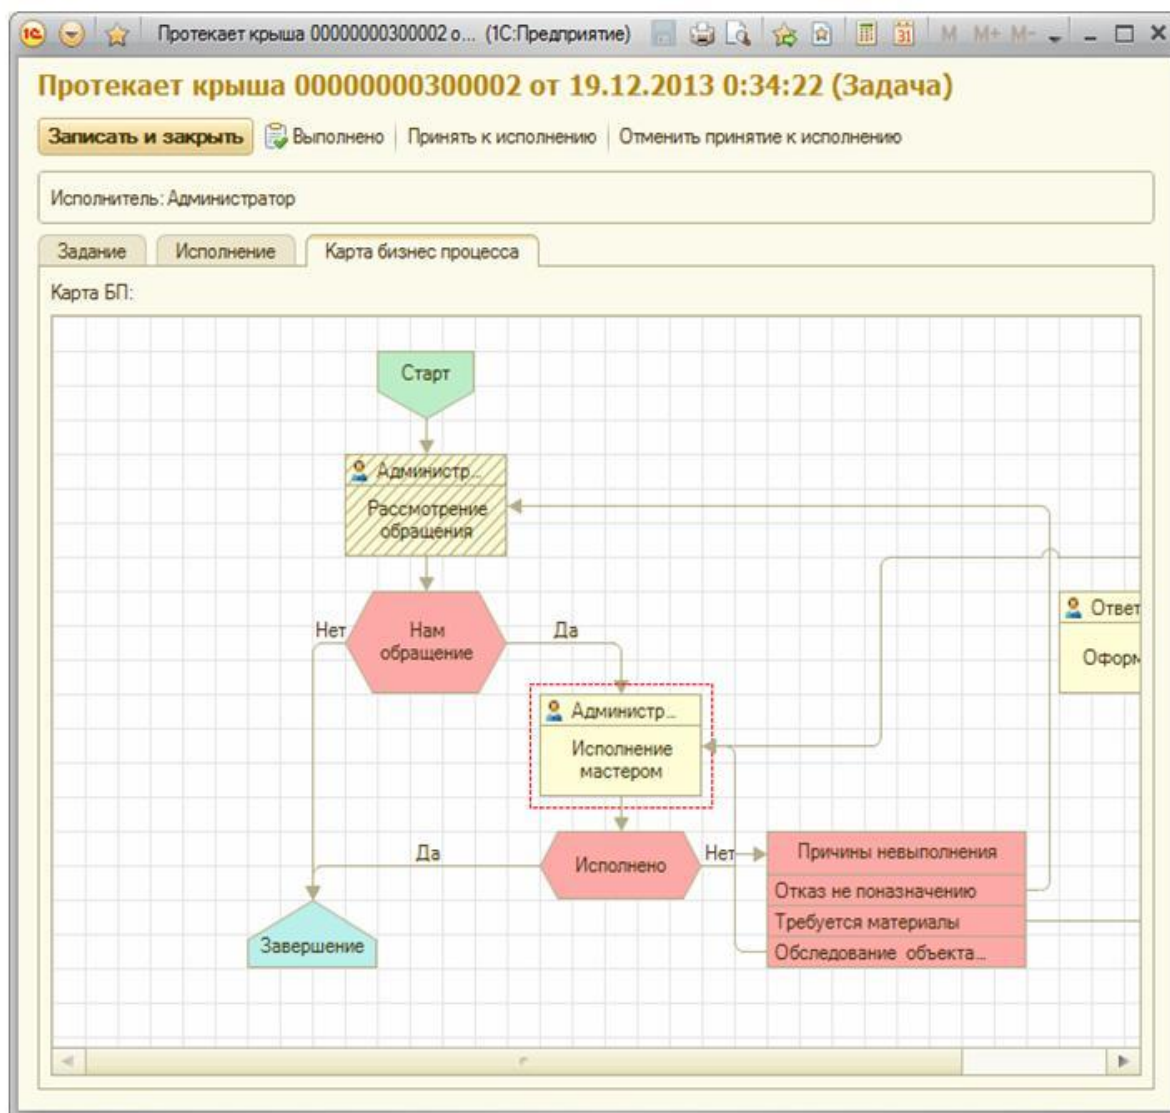 Протекает крыша 00000000300002 о... (1С:Предприятие)
31
M M+ M-
Протекает крыша 00000000300002 от 19.12.2013 0:34:22 (Задача)
Записать и закрыть
Выполнено
Принять к исполнению
Отменить принятие к исполнению
Исполнитель: Администратор
Задание
Исполнение
Карта бизнес процесса
Карта БП:
Старт
Администр...
Рассмотрение
обращения
Нет
Нам
обращение
Да
Ответ
Оформ
Администр...
Исполнение
мастером
Да
Исполнено
Нет
Причины невыполнения
Отказ не поназначению
Требуется материалы
Обследование объекта...
Завершение